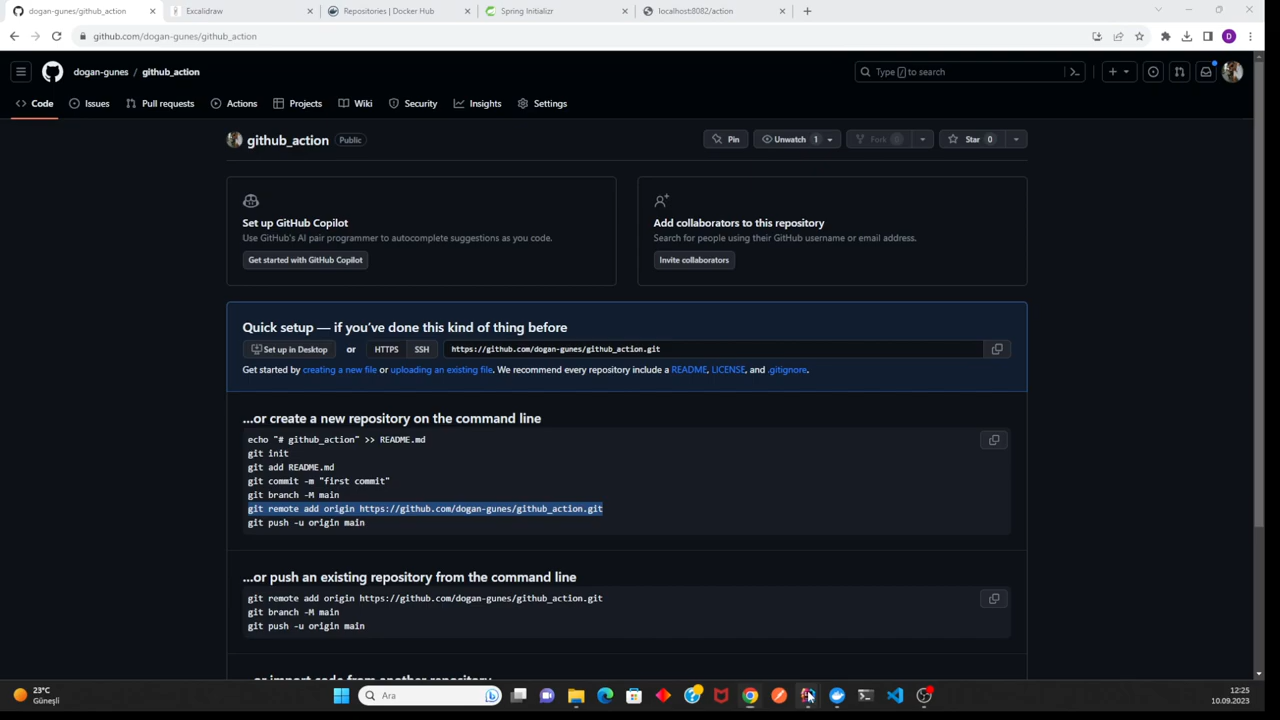 dogan-gunes/github_action
Excalidraw
Repositories | Docker Hub
Spring Initializr
localhost:8082/action
github.com/dogan-gunes/github_action
D
dogan-gunes / github_action
Type / to search
Code
Issues
Pull requests
Actions
Projects
Wiki
Security
Insights
Settings
github_action Public
Pin
Unwatch 1
Fork 0
Star 0
Set up GitHub Copilot
Use GitHub's AI pair programmer to autocomplete suggestions as you code.
Get started with GitHub Copilot
Add collaborators to this repository
Search for people using their GitHub username or email address.
Invite collaborators
Quick setup — if you've done this kind of thing before
Set up in Desktop or HTTPS SSH https://github.com/dogan-gunes/github_action.git
Get started by creating a new file or uploading an existing file. We recommend every repository include a README, LICENSE, and .gitignore.
...or create a new repository on the command line
echo "# github_action" >> README.md
git init
git add README.md
git commit -m "first commit"
git branch -M main
git remote add origin https://github.com/dogan-gunes/github_action.git
git push -u origin main
...or push an existing repository from the command line
git remote add origin https://github.com/dogan-gunes/github_action.git
git branch -M main
git push -u origin main
...or import code from another repository
23°C
Güneşli
Ara
12:25
10.09.2023